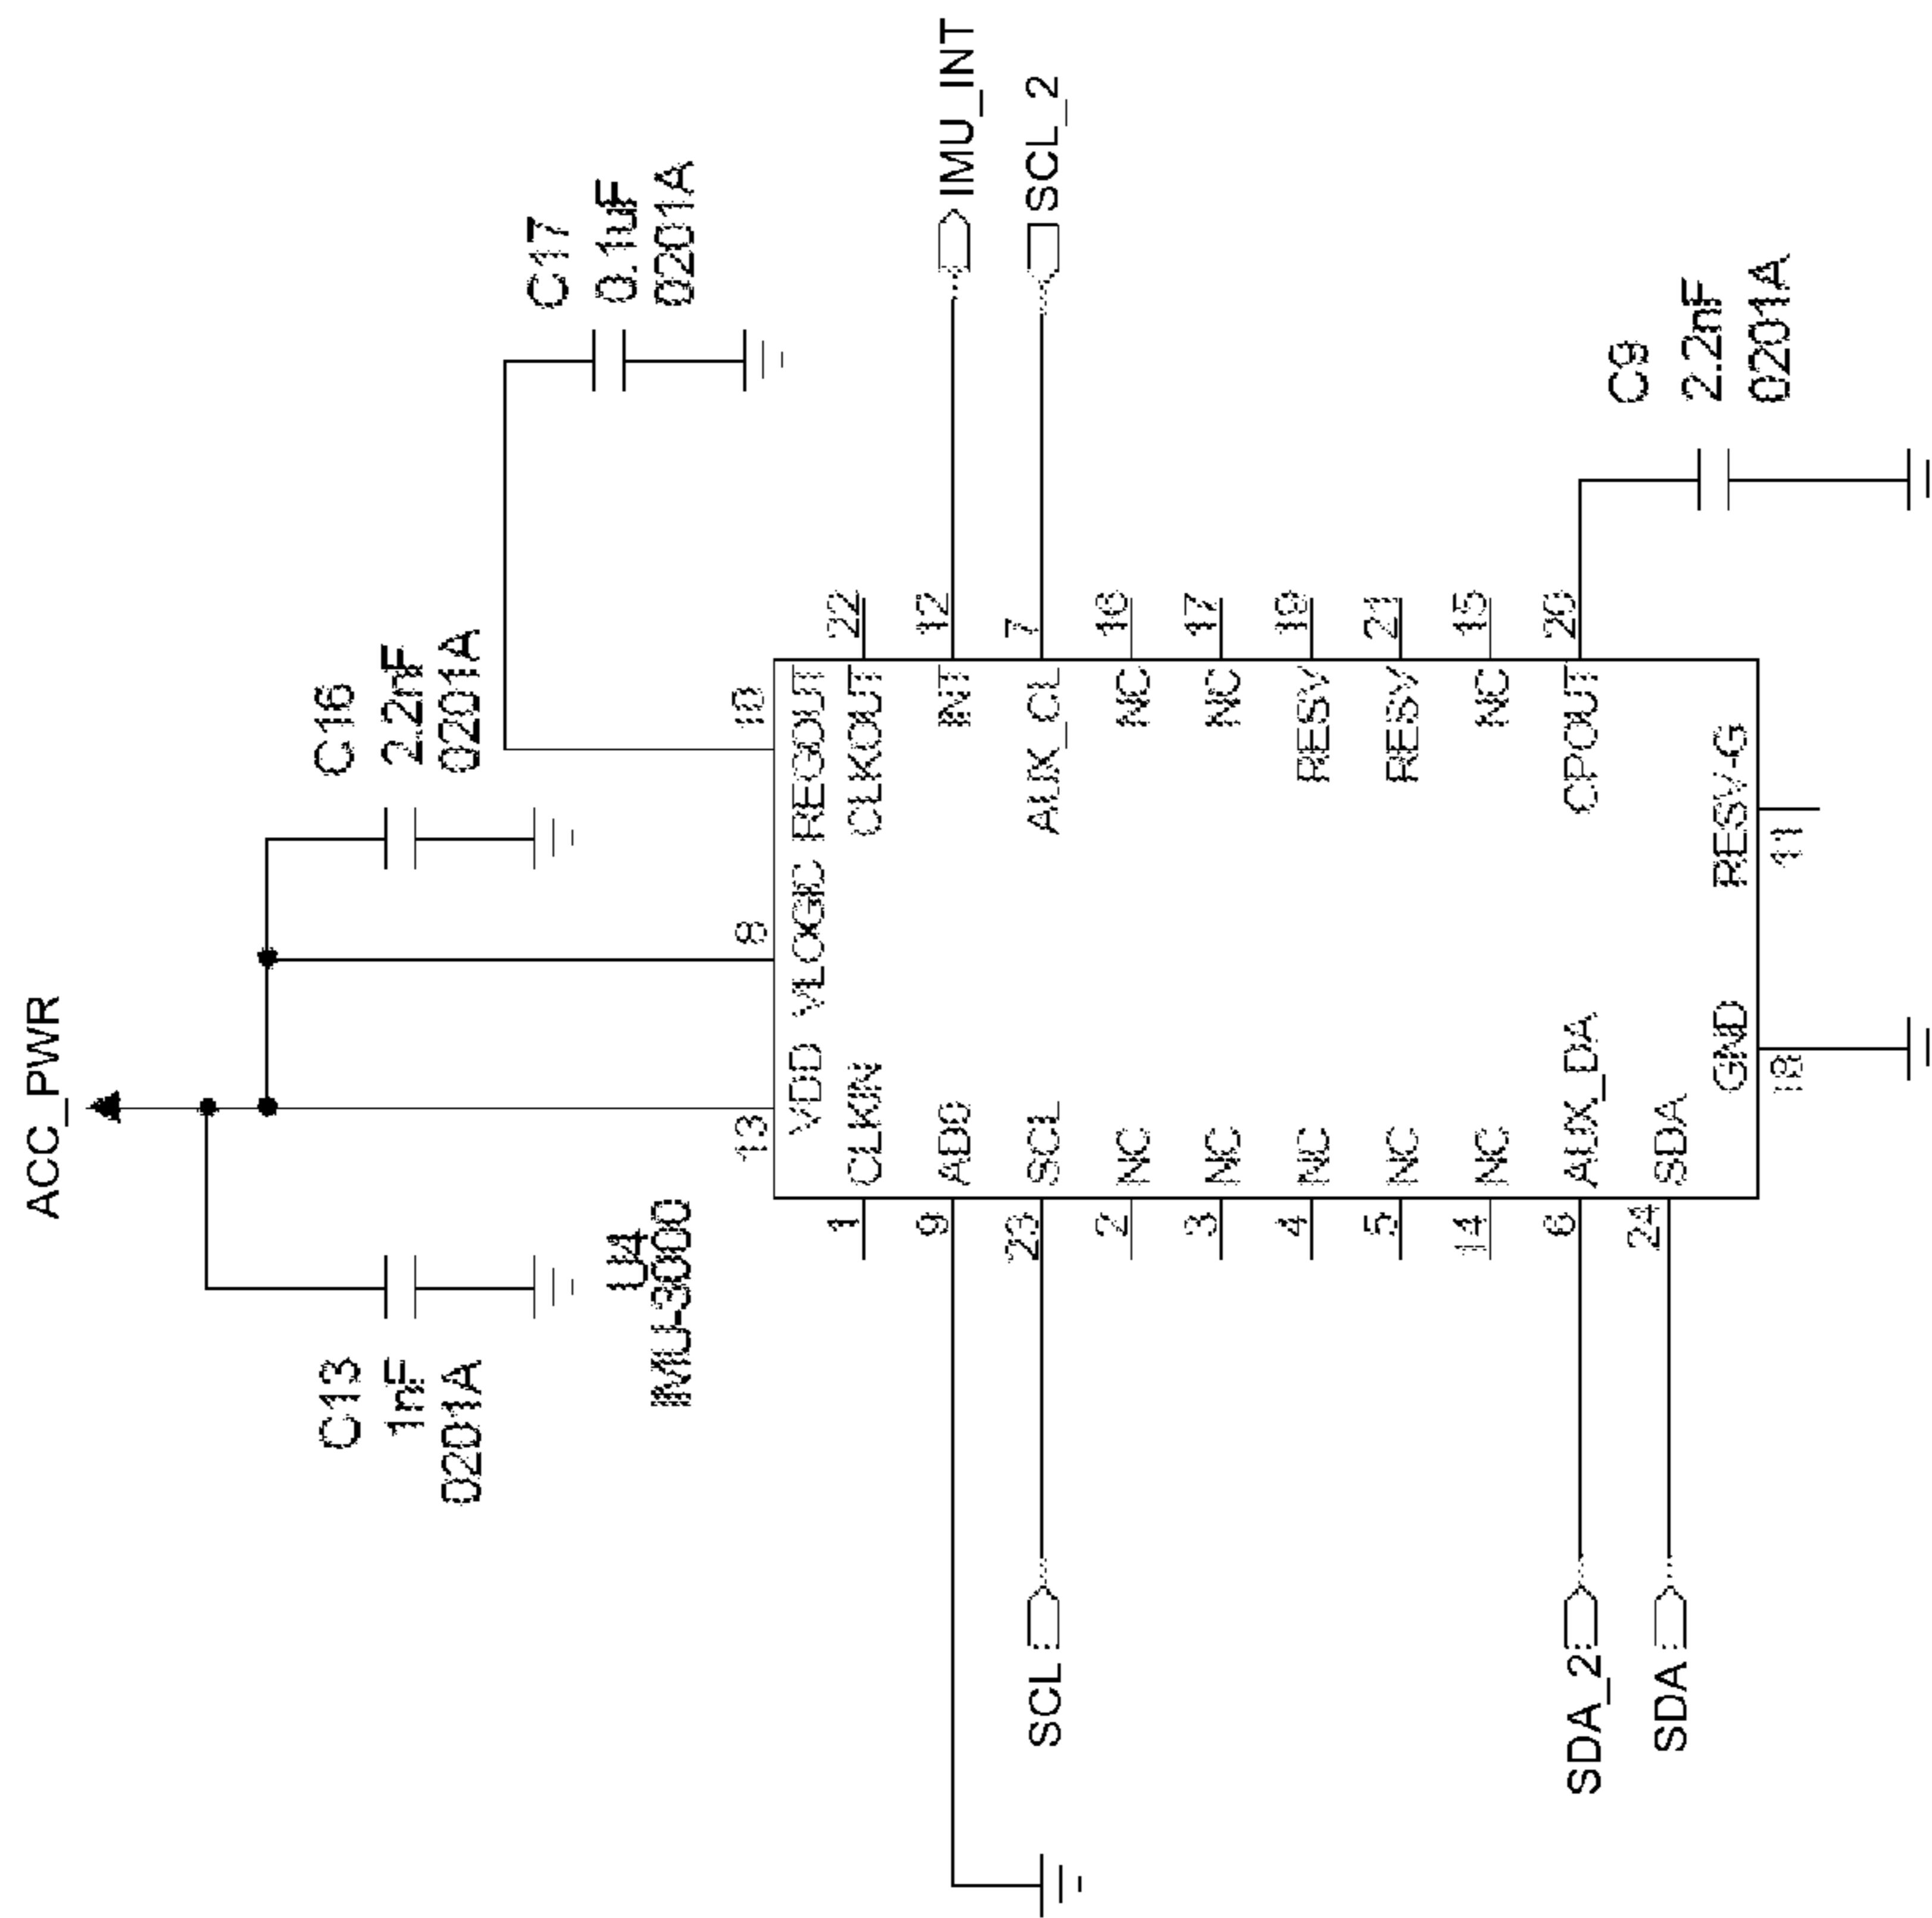 ACC_PWR
C13
1nF
0201A
C16
2.2nF
0201A
C17
0.1uF
0201A
U4
IMU-3000
13
8
10
VDD VLOGIC REGOUT
1
CLKIN
CLKOUT
22
9
AD0
INT
12
IMU_INT
SCL
23
SCL
AUX_CL
7
SCL_2
2
NC
NC
16
3
NC
NC
17
4
NC
RESV
19
5
NC
RESV
21
14
NC
NC
15
SDA_2
6
AUX_DA
CPOUT
20
SDA
24
SDA
GND
RESV-G
18
11
C9
2.2nF
0201A